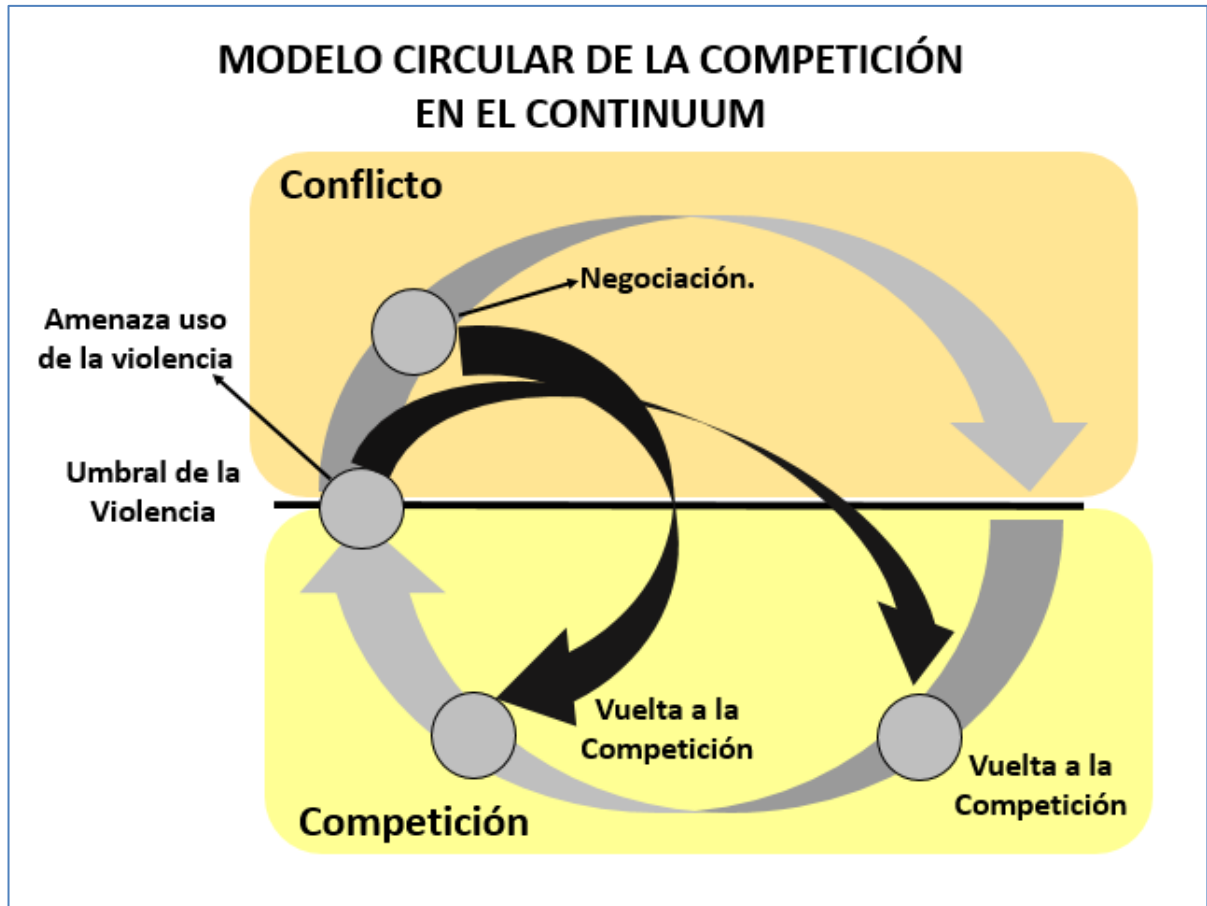 MODELO CIRCULAR DE LA COMPETICIÓN
EN EL CONTINUUM
Conflicto
Negociación.
Amenaza uso
de la violencia
Umbral de la
Violencia
Vuelta a la
Competición
Vuelta a la
Competición
Competición